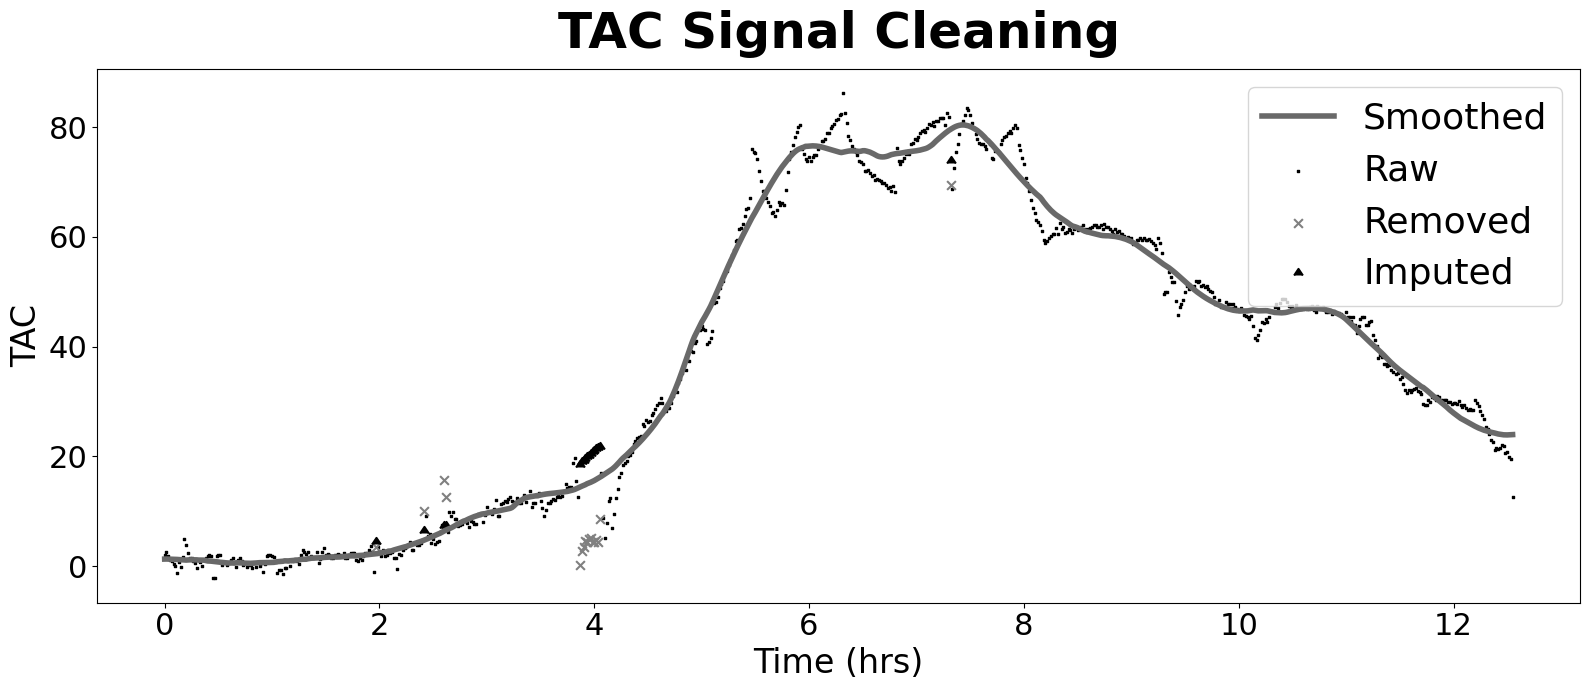 TAC Signal Cleaning
TAC
80
60
40
20
0
Smoothed
Raw
Removed
Imputed
0 2 4 6 8 10 12
Time (hrs)